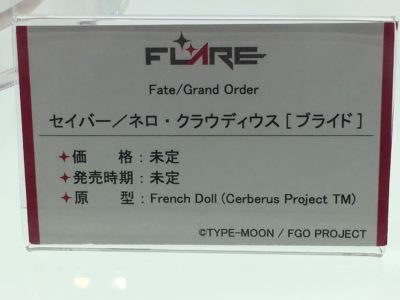 FLARE
Fate/Grand Order
セイバー／ネロ・クラウディウス [ ブライド ]
価　　格：未定
発売時期：未定
原　　型：French Doll (Cerberus Project TM)
©TYPE-MOON / FGO PROJECT